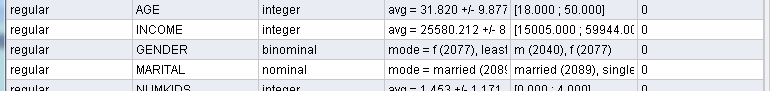 regular AGE integer avg = 31.820 +/- 9.877 [18.000 ; 50.000] 0
regular INCOME integer avg = 25580.212 +/- 8 [15005.000 ; 59944.00 0
regular GENDER binominal mode = f (2077), least m (2040), f (2077) 0
regular MARITAL nominal mode = married (2089 married (2089), single 0
regular NUMKIDS integer avg = 1.453 +/- 1.171 [0.000 ; 4.000] 0